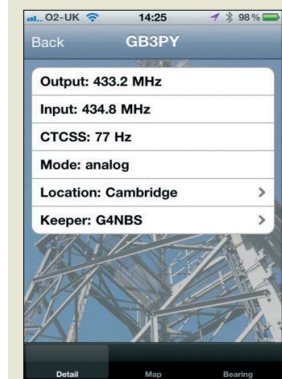 O2-UK 14:25 98 %
Back GB3PY
Output: 433.2 MHz
Input: 434.8 MHz
CTCSS: 77 Hz
Mode: analog
Location: Cambridge
Keeper: G4NBS
Detail Map Bearing